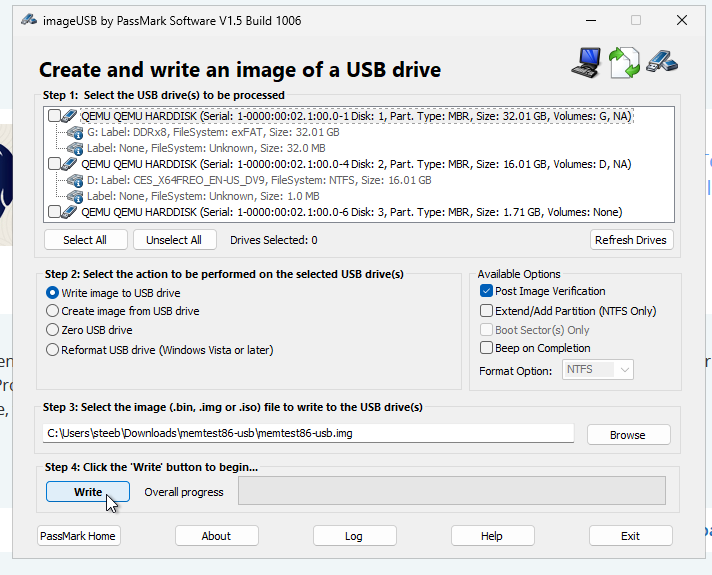 imageUSB by PassMark Software V1.5 Build 1006
Create and write an image of a USB drive
Step 1: Select the USB drive(s) to be processed
QEMU QEMU HARDDISK (Serial: 1-0000:00:02.1:00.0-1 Disk: 1, Part. Type: MBR, Size: 32.01 GB, Volumes: G, NA)
G: Label: DDRx8, FileSystem: exFAT, Size: 32.01 GB
Label: None, FileSystem: Unknown, Size: 32.0 MB
QEMU QEMU HARDDISK (Serial: 1-0000:00:02.1:00.0-4 Disk: 2, Part. Type: MBR, Size: 16.01 GB, Volumes: D, NA)
D: Label: CES_X64FREO_EN-US_DV9, FileSystem: NTFS, Size: 16.01 GB
Label: None, FileSystem: Unknown, Size: 1.0 MB
QEMU QEMU HARDDISK (Serial: 1-0000:00:02.1:00.0-6 Disk: 3, Part. Type: MBR, Size: 1.71 GB, Volumes: None)
Select All Unselect All Drives Selected: 0 Refresh Drives
Step 2: Select the action to be performed on the selected USB drive(s)
Write image to USB drive
Create image from USB drive
Zero USB drive
Reformat USB drive (Windows Vista or later)
Available Options
Post Image Verification
Extend/Add Partition (NTFS Only)
Boot Sector(s) Only
Beep on Completion
Format Option: NTFS
Step 3: Select the image (.bin, .img or .iso) file to write to the USB drive(s)
C:\Users\steeb\Downloads\memtest86-usb\memtest86-usb.img Browse
Step 4: Click the 'Write' button to begin...
Write Overall progress
PassMark Home About Log Help Exit